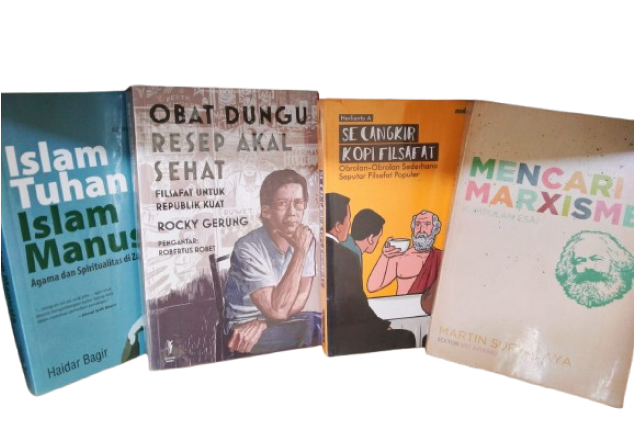 Islam
Tuhan
Islam
Manus
Agama dan Spiritualitas di Z
Haidar Bagir
OBAT DUNGU
RESEP AKAL
SEHAT
FILSAFAT UNTUK
REPUBLIK KUAT
ROCKY GERUNG
PENGANTAR:
ROBERTUS ROBET
Herlianto A
SECANGKIR
KOPI FILSAFAT
Obrolan-Obrolan Sederhana
Seputar Filsafat Populer
MENCARI
MARXISME
MARTIN